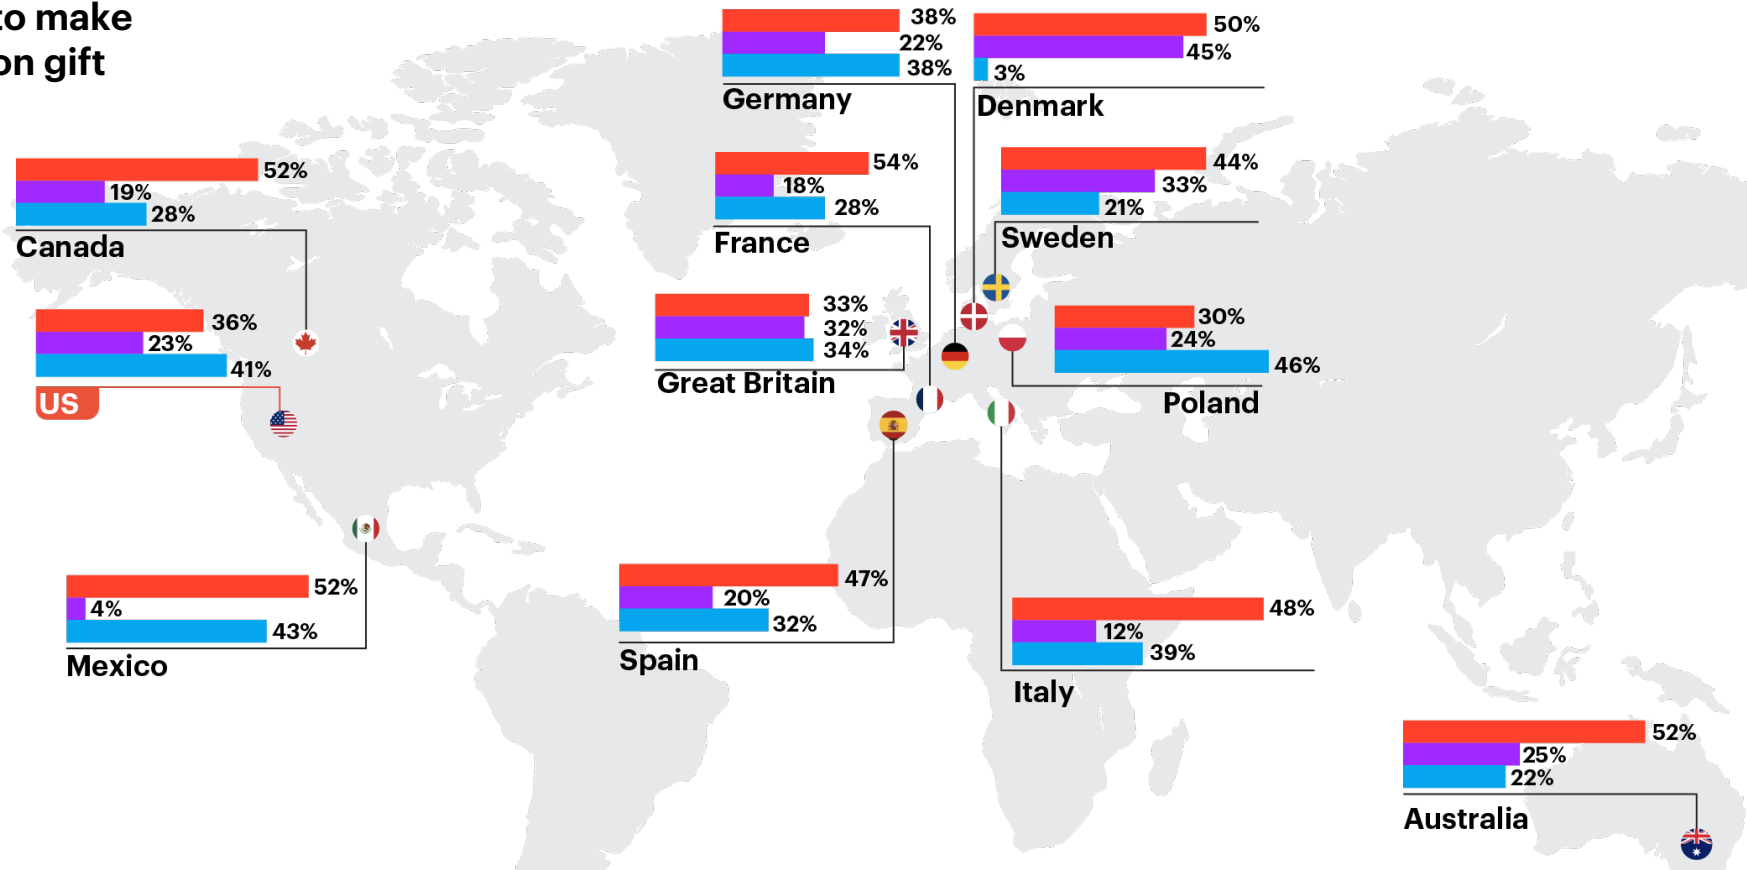 to make
on gift
38%
22%
38%
Germany
50%
45%
3%
Denmark
52%
19%
28%
Canada
54%
18%
28%
France
44%
33%
21%
Sweden
36%
23%
41%
US
33%
32%
34%
Great Britain
30%
24%
46%
Poland
52%
4%
43%
Mexico
47%
20%
32%
Spain
48%
12%
39%
Italy
52%
25%
22%
Australia